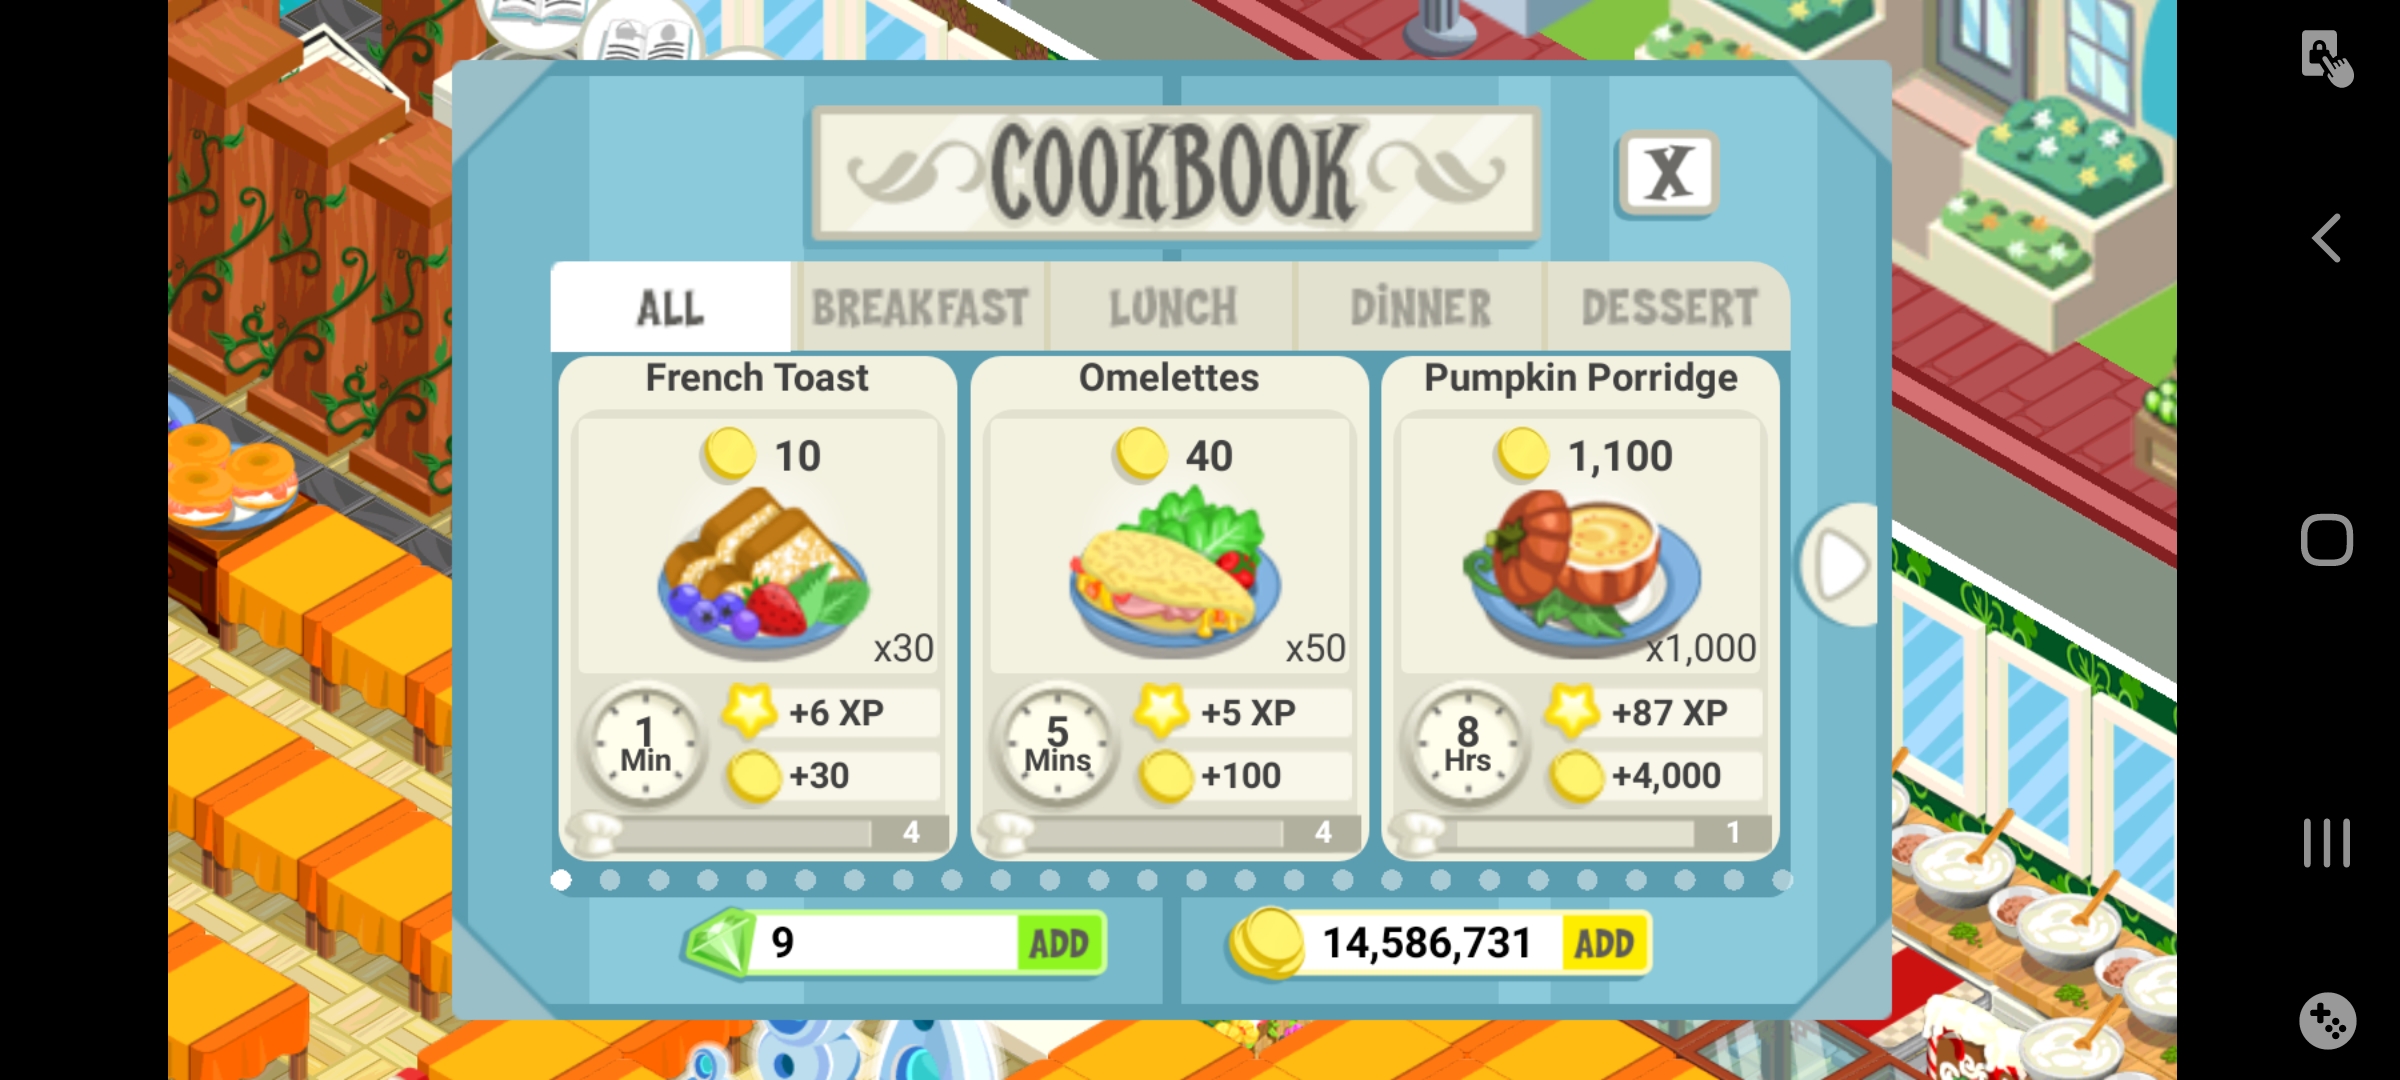 COOKBOOK
X
ALL
BREAKFAST
LUNCH
DINNER
DESSERT
French Toast
10
x30
1
Min
+6 XP
+30
4
Omelettes
40
x50
5
Mins
+5 XP
+100
4
Pumpkin Porridge
1,100
x1,000
8
Hrs
+87 XP
+4,000
1
9
ADD
14,586,731
ADD